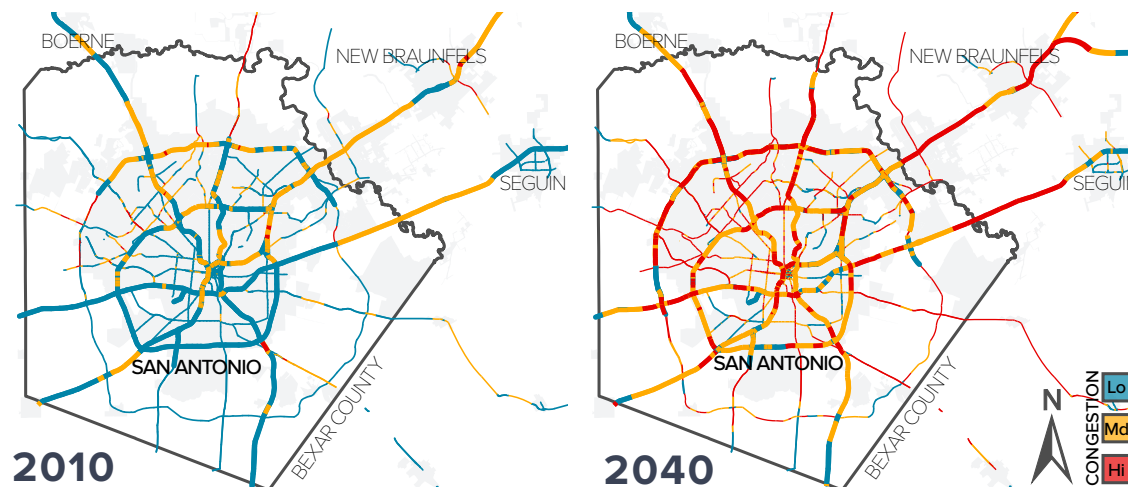 BOERNE
NEW BRAUNFELS
SEGUIN
SAN ANTONIO
BEXAR COUNTY
2010
BOERNE
NEW BRAUNFELS
SEGUI
SAN ANTONIO
BEXAR COUNTY
2040
N
CONGESTION
Lo
Md
Hi